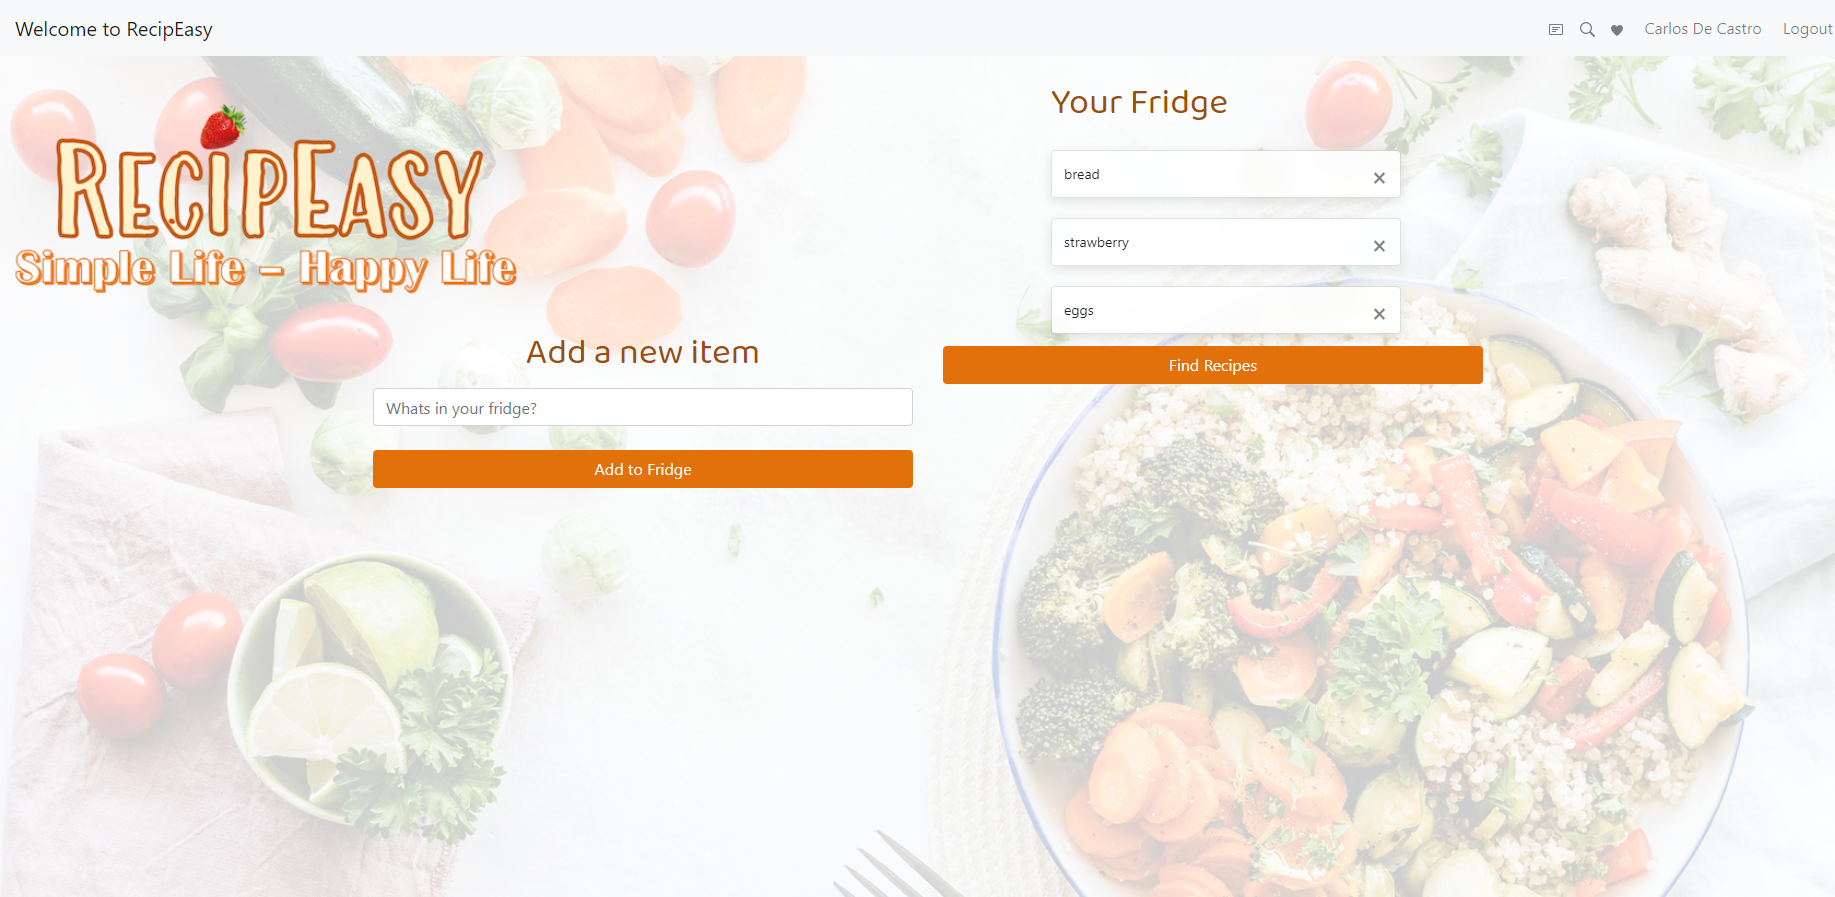 Welcome to RecipEasy
Carlos De Castro
Logout
RECIPEASY
Simple Life - Happy Life
Add a new item
Whats in your fridge?
Add to Fridge
Your Fridge
bread
strawberry
eggs
Find Recipes